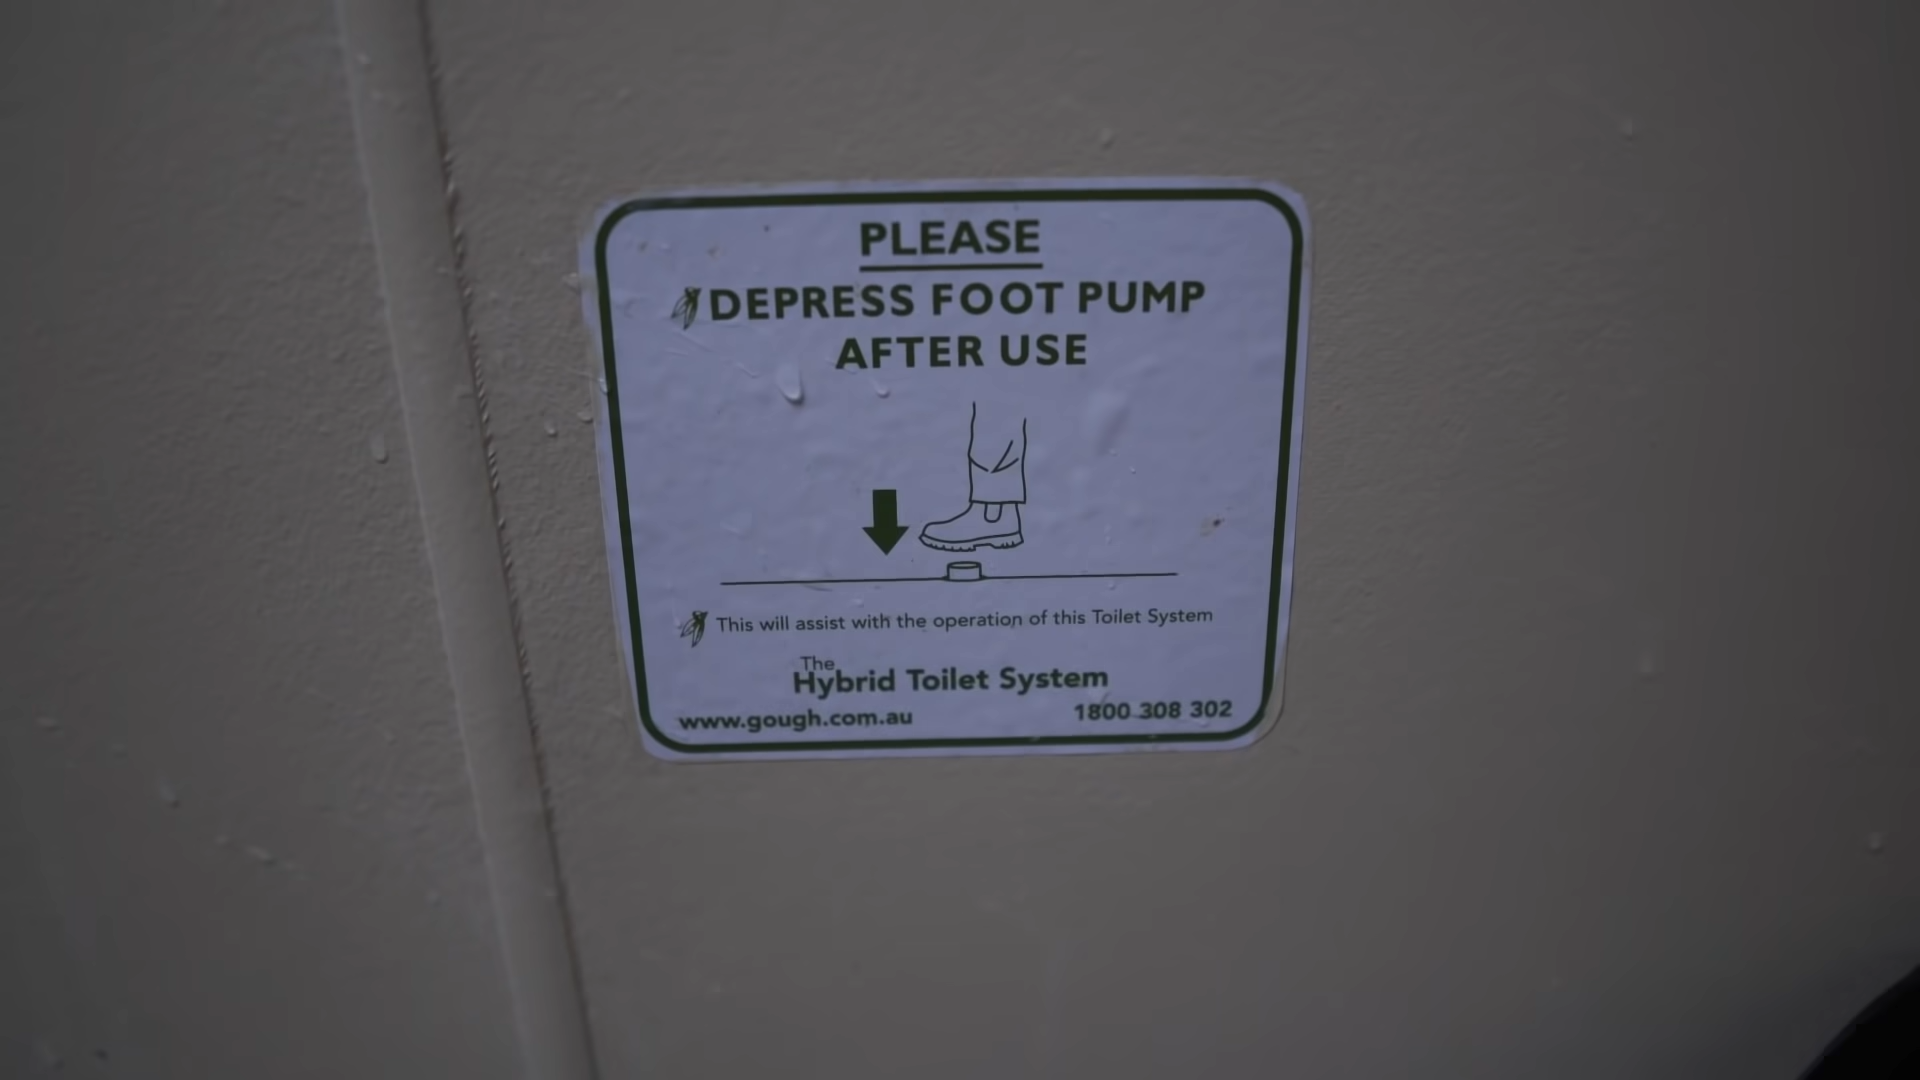 PLEASE
DEPRESS FOOT PUMP
AFTER USE
This will assist with the operation of this Toilet System
The
Hybrid Toilet System
www.gough.com.au 1800 308 302